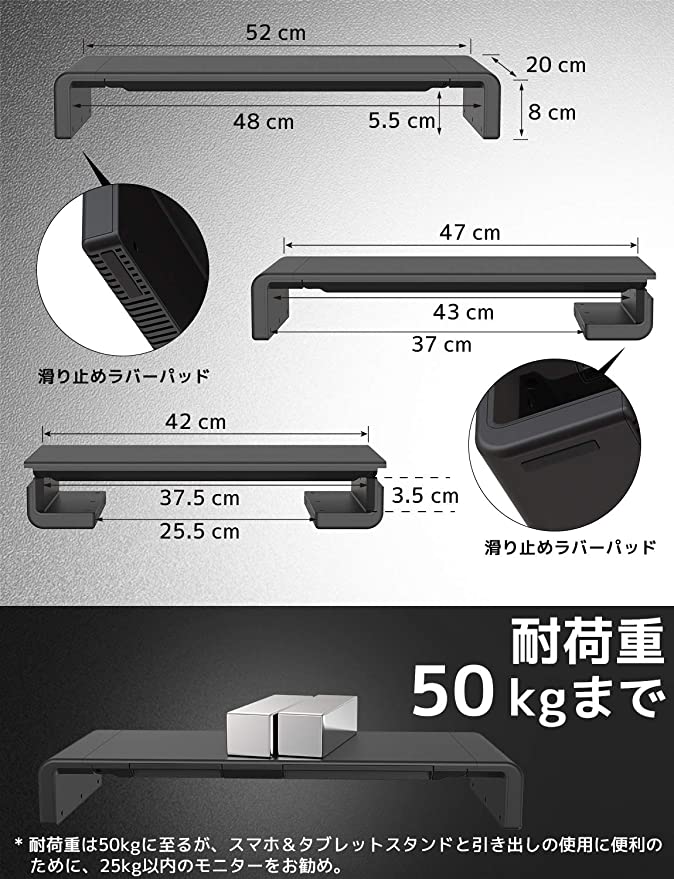 52 cm
20 cm
48 cm
5.5 cm
8 cm
47 cm
43 cm
37 cm
滑り止めラバーパッド
42 cm
37.5 cm
3.5 cm
25.5 cm
滑り止めラバーパッド
耐荷重
50kgまで
* 耐荷重は50kgに至るが、スマホ＆タブレットスタンドと引き出しの使用に便利の
ために、25kg以内のモニターをお勧め。